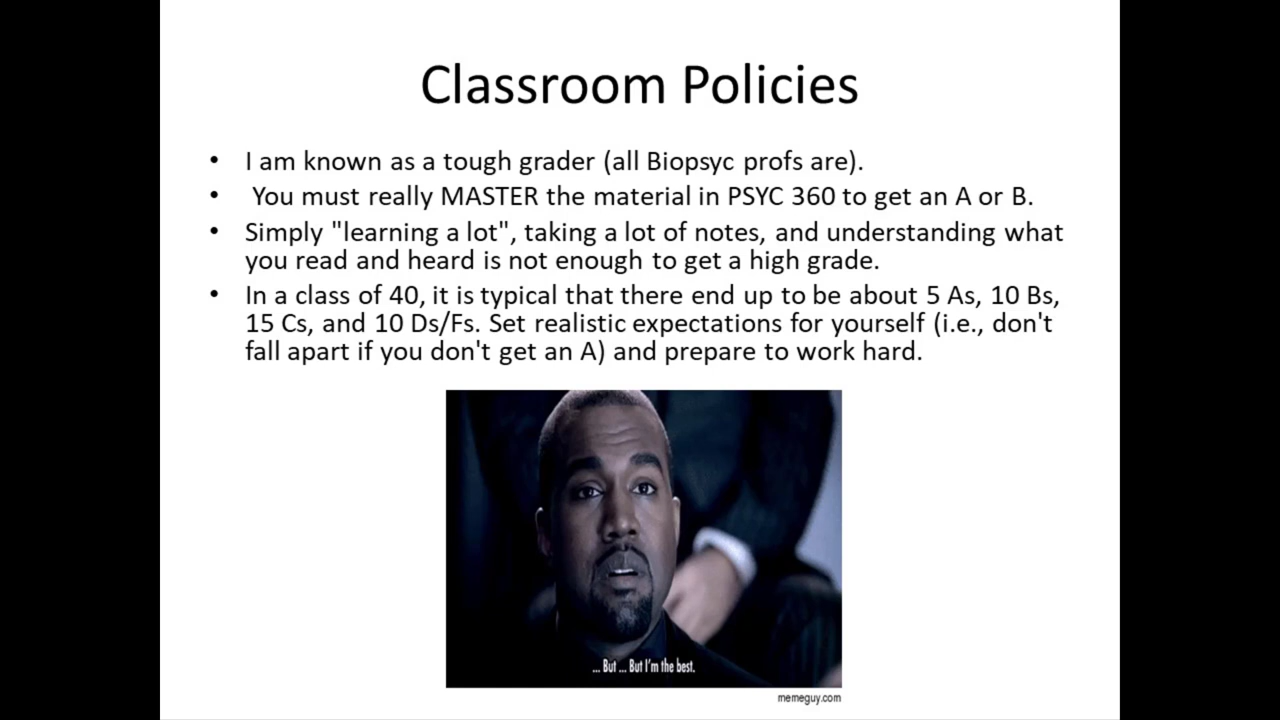 Classroom Policies
• I am known as a tough grader (all Biopsyc profs are).
• You must really MASTER the material in PSYC 360 to get an A or B.
• Simply "learning a lot", taking a lot of notes, and understanding what
you read and heard is not enough to get a high grade.
• In a class of 40, it is typical that there end up to be about 5 As, 10 Bs,
15 Cs, and 10 Ds/Fs. Set realistic expectations for yourself (i.e., don't
fall apart if you don't get an A) and prepare to work hard.
... But ... But I'm the best.
memeguy.com